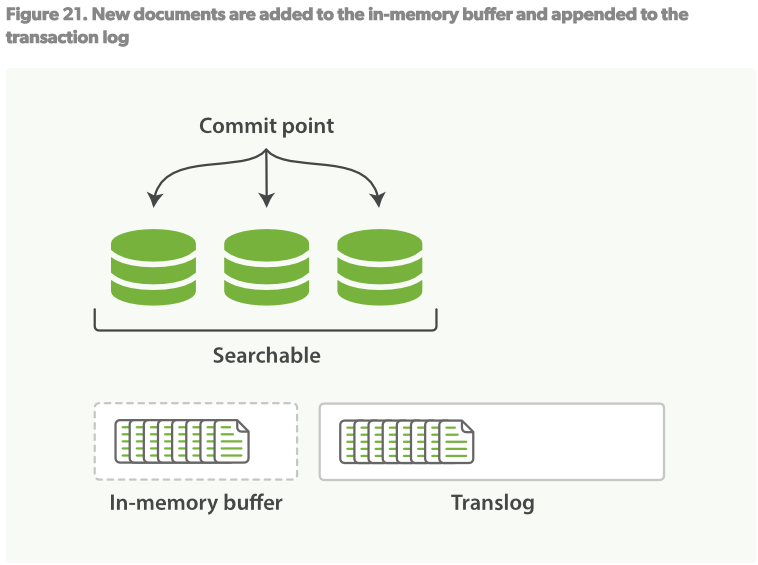 Figure 21. New documents are added to the in-memory buffer and appended to the
transaction log
Commit point
Searchable
In-memory buffer
Translog